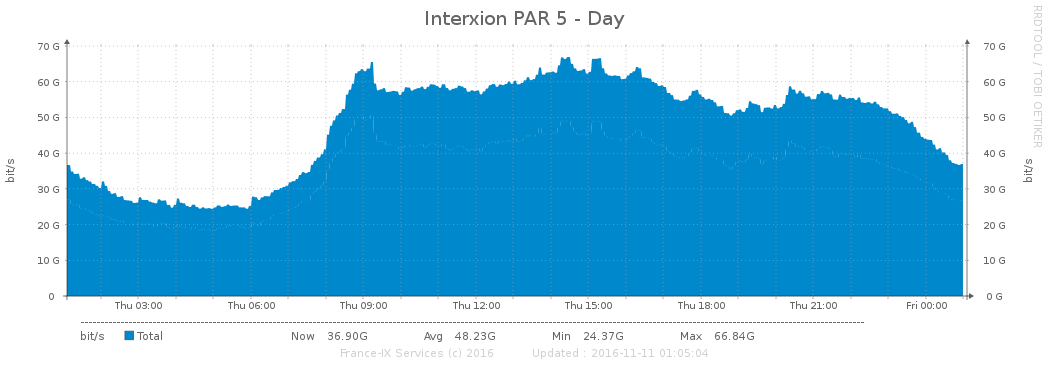 Interxion PAR 5 - Day
RRDTOOL / TOBI OETIKER
bit/s
70 G 70 G
60 G 60 G
50 G 50 G
40 G 40 G
30 G 30 G
20 G 20 G
10 G 10 G
0 0 G
bit/s
Thu 03:00 Thu 06:00 Thu 09:00 Thu 12:00 Thu 15:00 Thu 18:00 Thu 21:00 Fri 00:00
bit/s Total Now 36.90G Avg 48.23G Min 24.37G Max 66.84G
France-IX Services (c) 2016 Updated : 2016-11-11 01:05:04